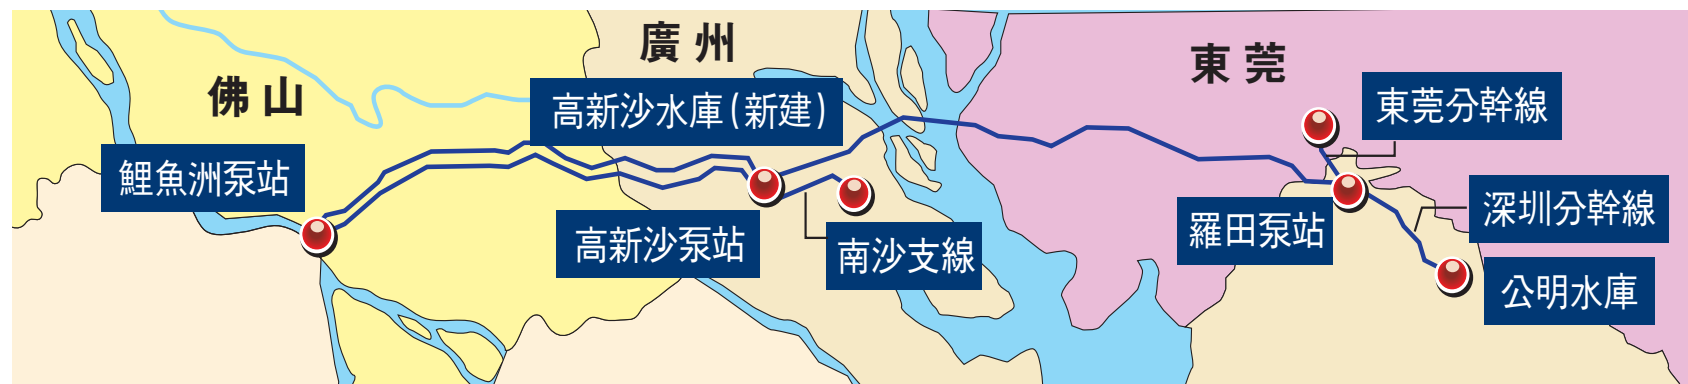 廣州
東莞
佛山
高新沙水庫(新建)
東莞分幹線
鯉魚洲泵站
深圳分幹線
高新沙泵站
南沙支線
羅田泵站
公明水庫